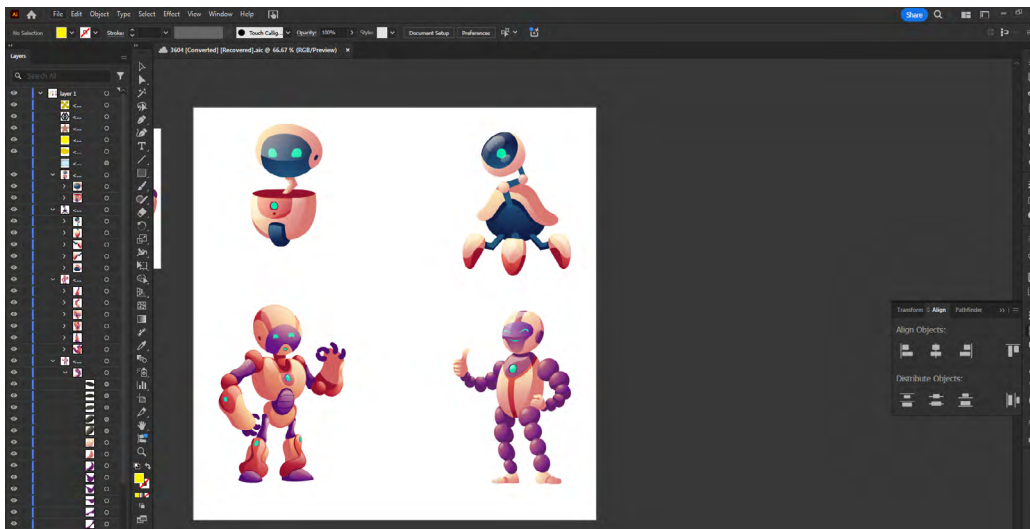 Ai File Edit Object Type Select Effect View Window Help Share
No Selection Stroke: Touch Callig... Opacity: 100% Style: Document Setup Preferences
3604 [Converted] [Recovered].aic @ 66.67 % (RGB/Preview) ×
Layers
Search All
layer 1
<...
<...
<...
<...
<...
<...
<...
<...
<...
<...
Transform Align Pathfinder
Align Objects:
Distribute Objects: